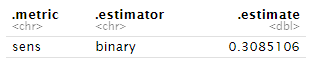 .metric .estimator .estimate
<chr> <chr> <dbl>
sens binary 0.3085106